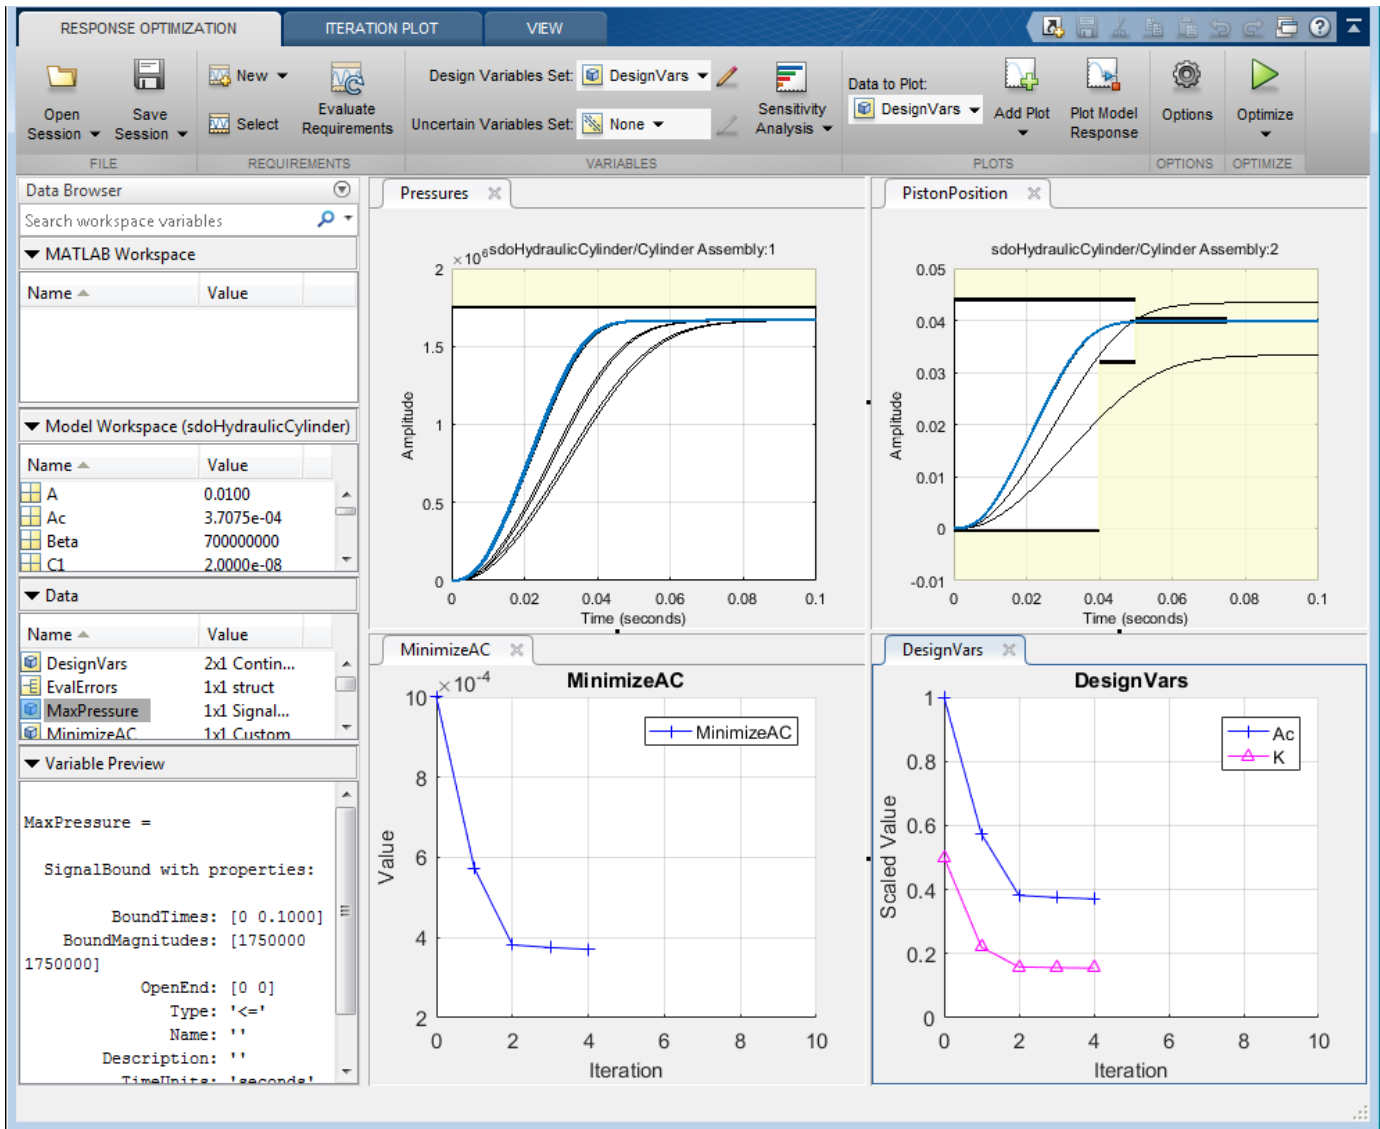 RESPONSE OPTIMIZATION
ITERATION PLOT
VIEW
Open Session
Save Session
New
Select
Evaluate Requirements
Design Variables Set: DesignVars
Uncertain Variables Set: None
Sensitivity Analysis
Data to Plot:
DesignVars
Add Plot
Plot Model Response
Options
Optimize
FILE
REQUIREMENTS
VARIABLES
PLOTS
OPTIONS
OPTIMIZE
Data Browser
Search workspace variables
MATLAB Workspace
Name Value
Model Workspace (sdoHydraulicCylinder)
Name Value
A 0.0100
Ac 3.7075e-04
Beta 700000000
C1 2.0000e-08
Data
Name Value
DesignVars 2x1 Contin...
EvalErrors 1x1 struct
MaxPressure 1x1 Signal...
MinimizeAC 1x1 Custom
Variable Preview
MaxPressure =
SignalBound with properties:
BoundTimes: [0 0.1000]
BoundMagnitudes: [1750000
1750000]
OpenEnd: [0 0]
Type: '<='
Name: ''
Description: ''
TimeUnits: 'seconds'
Pressures
×10⁶
sdoHydraulicCylinder/Cylinder Assembly:1
2
1.5
1
0.5
0
Amplitude
0 0.02 0.04 0.06 0.08 0.1
Time (seconds)
PistonPosition
sdoHydraulicCylinder/Cylinder Assembly:2
0.05
0.04
0.03
0.02
0.01
0
-0.01
Amplitude
0 0.02 0.04 0.06 0.08 0.1
Time (seconds)
MinimizeAC
×10⁻⁴
MinimizeAC
MinimizeAC
10
8
6
4
2
Value
0 2 4 6 8 10
Iteration
DesignVars
DesignVars
Ac
K
1
0.8
0.6
0.4
0.2
0
Scaled Value
0 2 4 6 8 10
Iteration